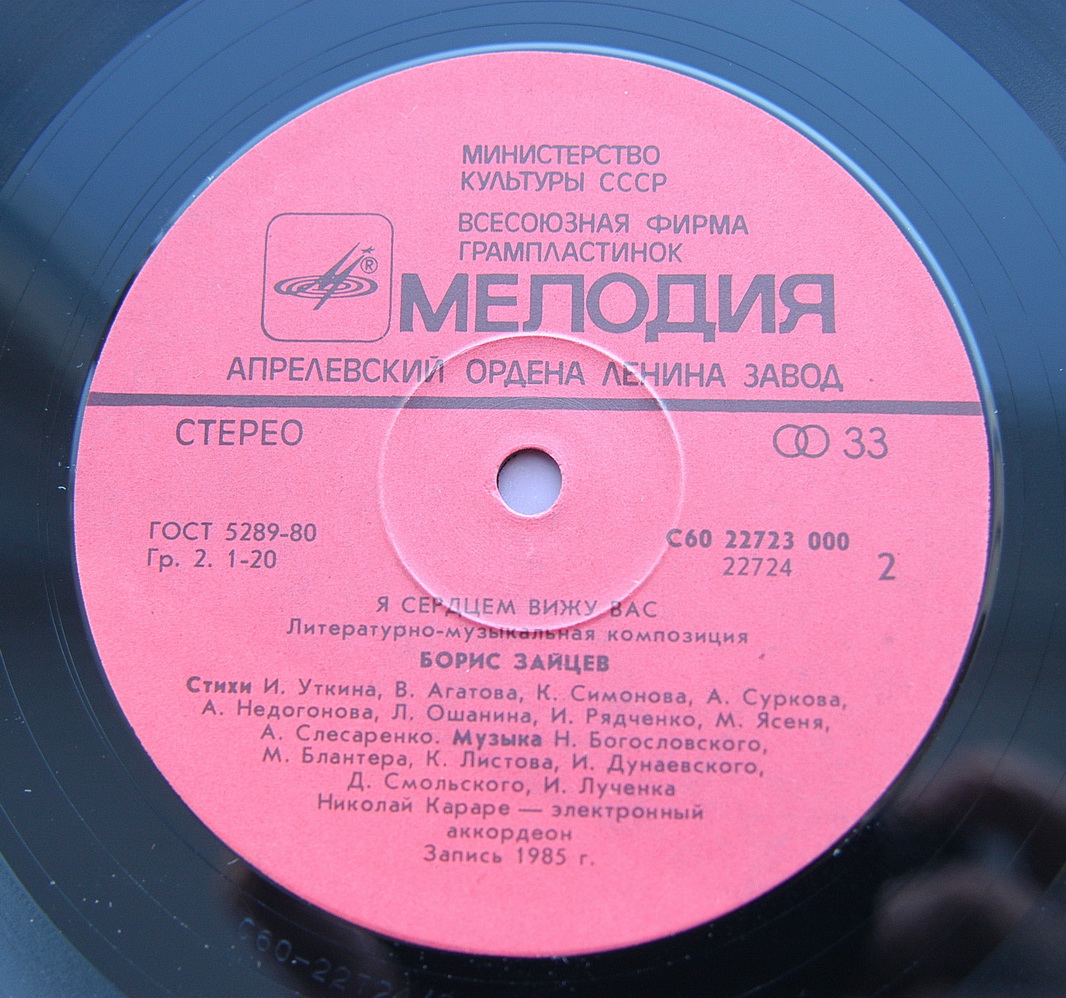 МИНИСТЕРСТВО
КУЛЬТУРЫ СССР
ВСЕСОЮЗНАЯ ФИРМА
ГРАМПЛАСТИНОК
®
МЕЛОДИЯ
АПРЕЛЕВСКИЙ ОРДЕНА ЛЕНИНА ЗАВОД
СТЕРЕО
33
ГОСТ 5289-80
Гр. 2. 1-20
С60 22723 000
22724
2
Я СЕРДЦЕМ ВИЖУ ВАС
Литературно-музыкальная композиция
БОРИС ЗАЙЦЕВ
Стихи И. Уткина, В. Агатова, К. Симонова, А. Суркова,
А. Недогонова, Л. Ошанина, И. Рядченко, М. Ясеня,
А. Слесаренко. Музыка Н. Богословского,
М. Блантера, К. Листова, И. Дунаевского,
Д. Смольского, И. Лученка
Николай Караре — электронный
аккордеон
Запись 1985 г.